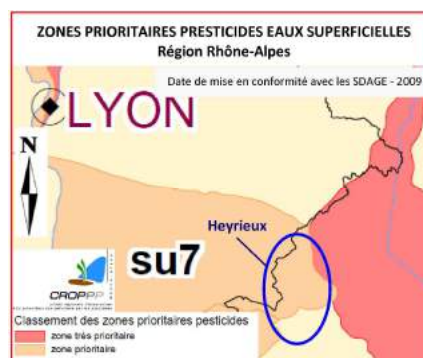 ZONES PRIORITAIRES PRESTICIDES EAUX SUPERFICIELLES
Région Rhône-Alpes
Date de mise en conformité avec les SDAGE - 2009
LYON
N
Heyrieux
su7
CROPPP
Classement des zones prioritaires pesticides
zone très prioritaire
zone prioritaire